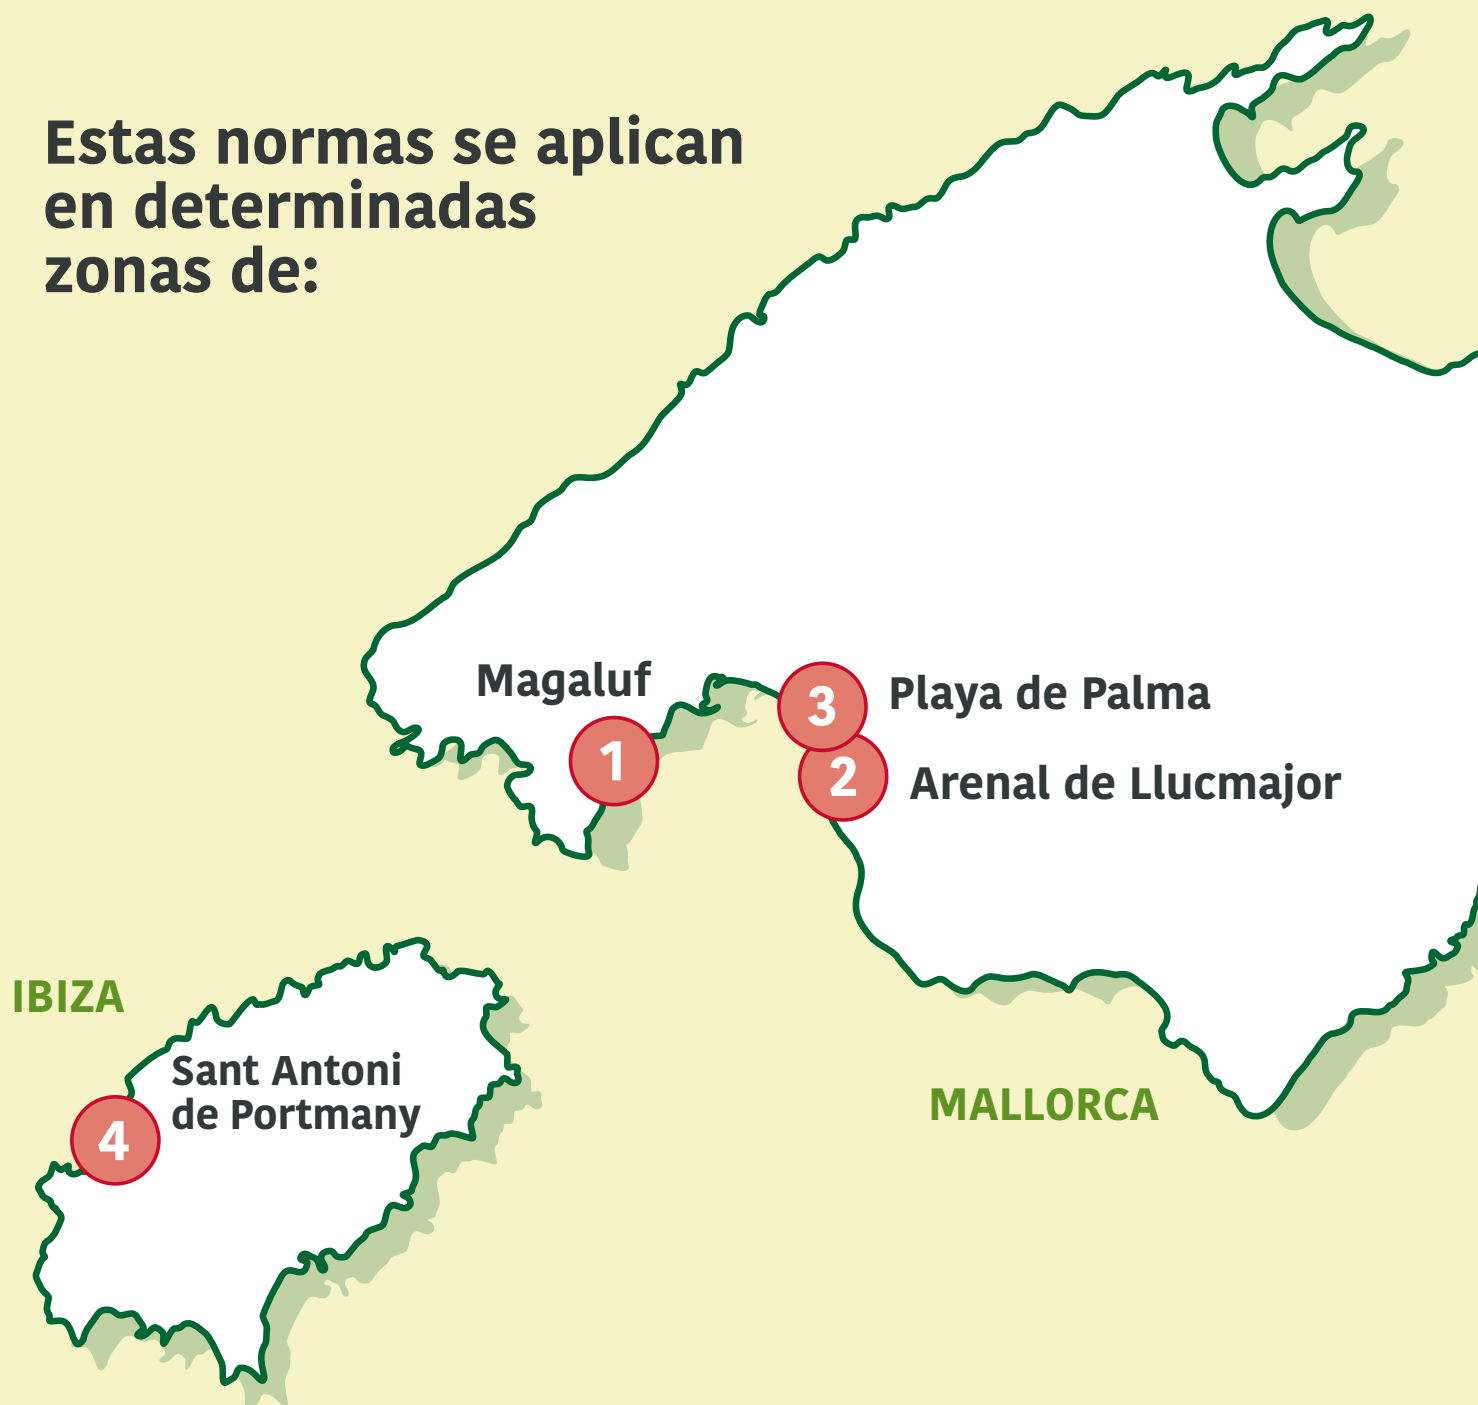 Estas normas se aplican
en determinadas
zonas de:
Magaluf
1
3
Playa de Palma
2
Arenal de Llucmajor
IBIZA
Sant Antoni
de Portmany
4
MALLORCA